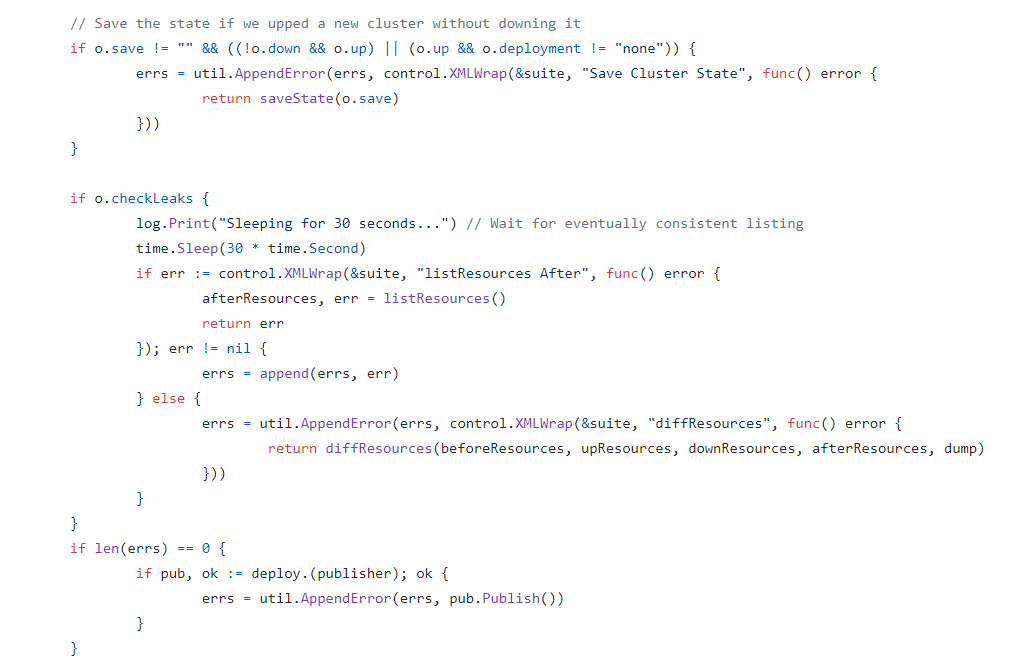 // Save the state if we upped a new cluster without downing it
if o.save != "" && ((!o.down && o.up) || (o.up && o.deployment != "none")) {
errs = util.AppendError(errs, control.XMLWrap(&suite, "Save Cluster State", func() error {
return saveState(o.save)
}))
}
if o.checkLeaks {
log.Print("Sleeping for 30 seconds...") // Wait for eventually consistent listing
time.Sleep(30 * time.Second)
if err := control.XMLWrap(&suite, "listResources After", func() error {
afterResources, err = listResources()
return err
}); err != nil {
errs = append(errs, err)
} else {
errs = util.AppendError(errs, control.XMLWrap(&suite, "diffResources", func() error {
return diffResources(beforeResources, upResources, downResources, afterResources, dump)
}))
}
}
if len(errs) == 0 {
if pub, ok := deploy.(publisher); ok {
errs = util.AppendError(errs, pub.Publish())
}
}